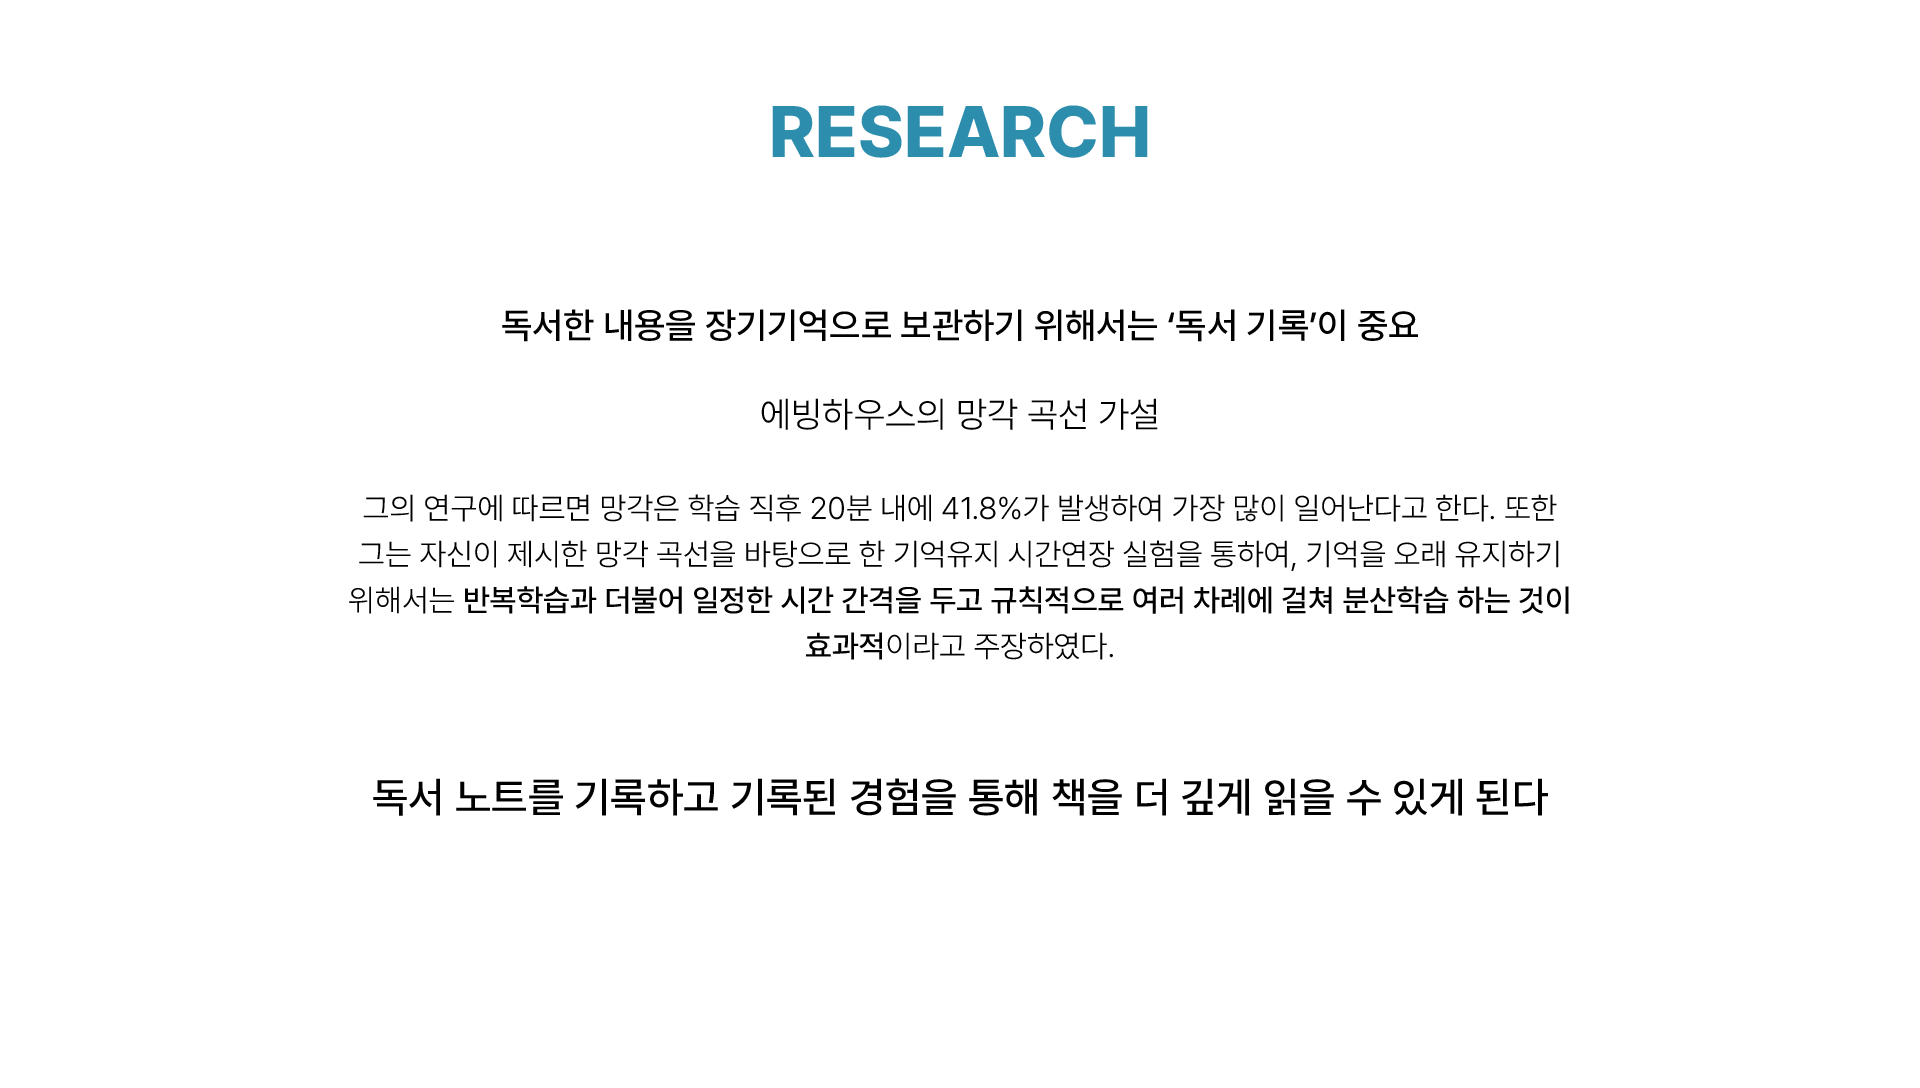 RESEARCH
독서한 내용을 장기기억으로 보관하기 위해서는 ‘독서 기록’이 중요
에빙하우스의 망각 곡선 가설
그의 연구에 따르면 망각은 학습 직후 20분 내에 41.8%가 발생하여 가장 많이 일어난다고 한다. 또한
그는 자신이 제시한 망각 곡선을 바탕으로 한 기억유지 시간연장 실험을 통하여, 기억을 오래 유지하기
위해서는 반복학습과 더불어 일정한 시간 간격을 두고 규칙적으로 여러 차례에 걸쳐 분산학습 하는 것이
효과적이라고 주장하였다.
독서 노트를 기록하고 기록된 경험을 통해 책을 더 깊게 읽을 수 있게 된다